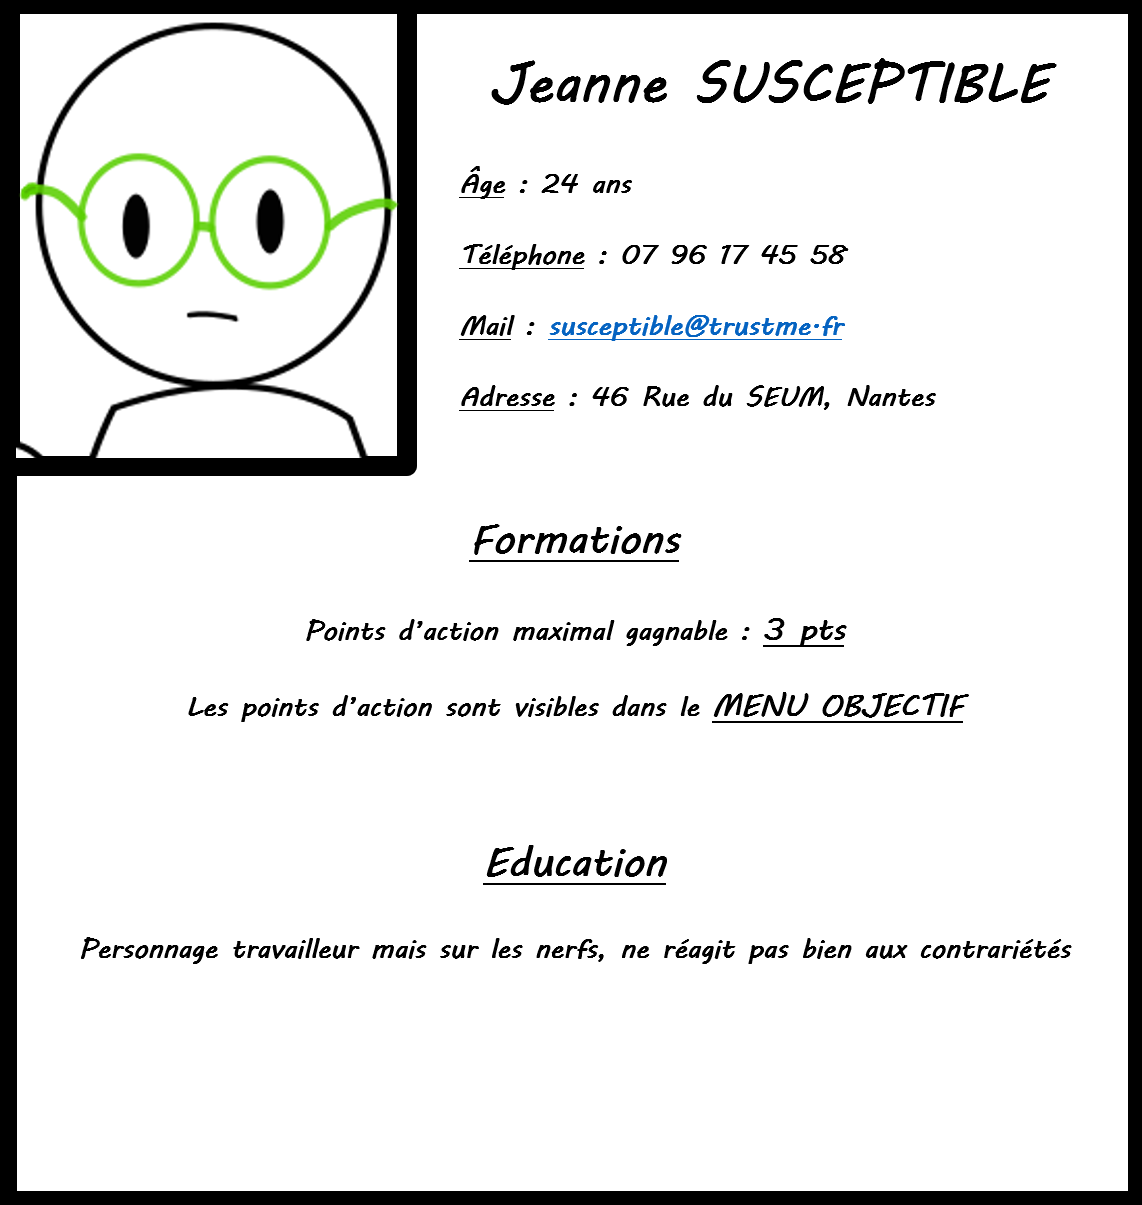 Jeanne SUSCEPTIBLE
Âge : 24 ans
Téléphone : 07 96 17 45 58
Mail : susceptible@trustme.fr
Adresse : 46 Rue du SEUM, Nantes
Formations
Points d’action maximal gagnable : 3 pts
Les points d’action sont visibles dans le MENU OBJECTIF
Education
Personnage travailleur mais sur les nerfs, ne réagit pas bien aux contrariétés